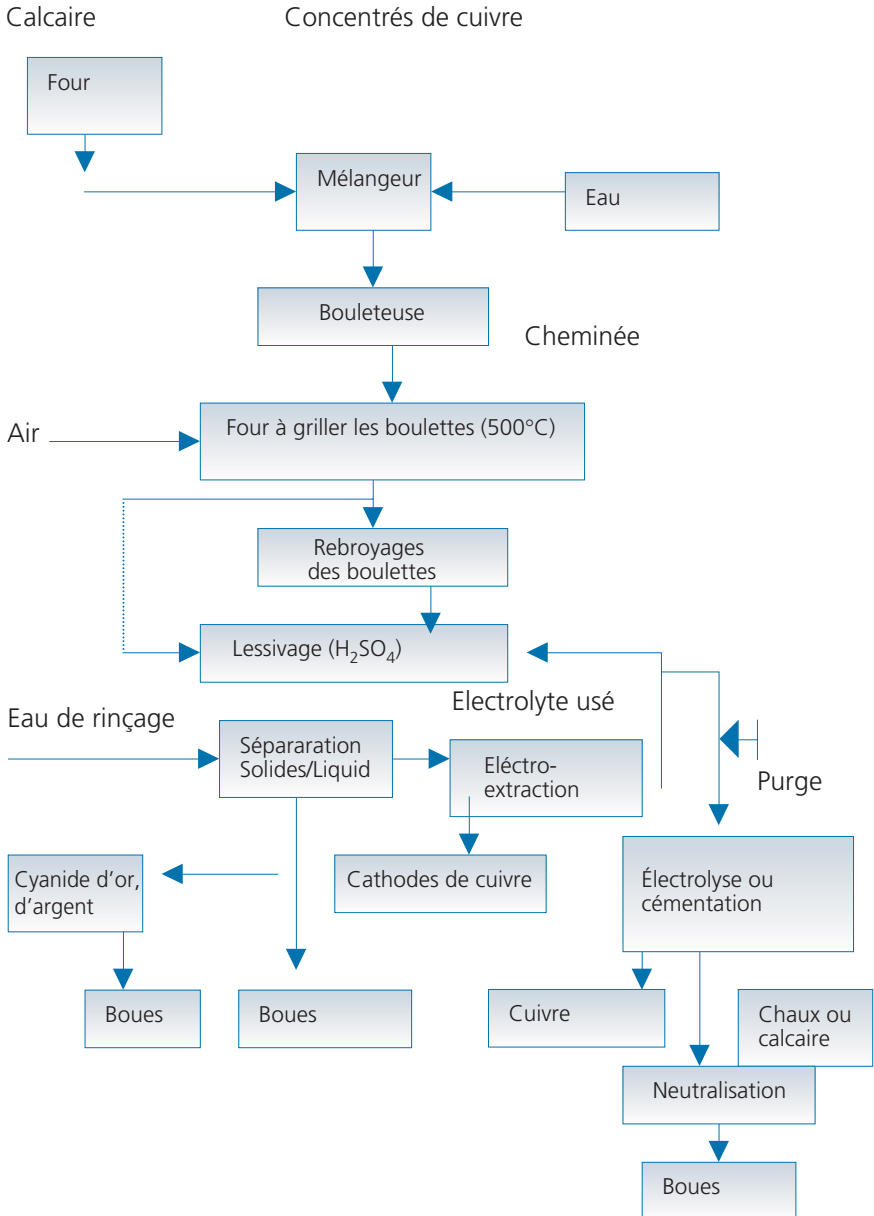 Calcaire
Concentrés de cuivre
Four
Mélangeur
Eau
Bouleteuse
Cheminée
Air
Four à griller les boulettes (500°C)
Rebroyages
des boulettes
Lessivage (H₂SO₄)
Electrolyte usé
Eau de rinçage
Sépararation
Solides/Liquid
Eléctro-
extraction
Purge
Cyanide d’or,
d’argent
Cathodes de cuivre
Électrolyse ou
cémentation
Boues
Boues
Cuivre
Chaux ou
calcaire
Neutralisation
Boues